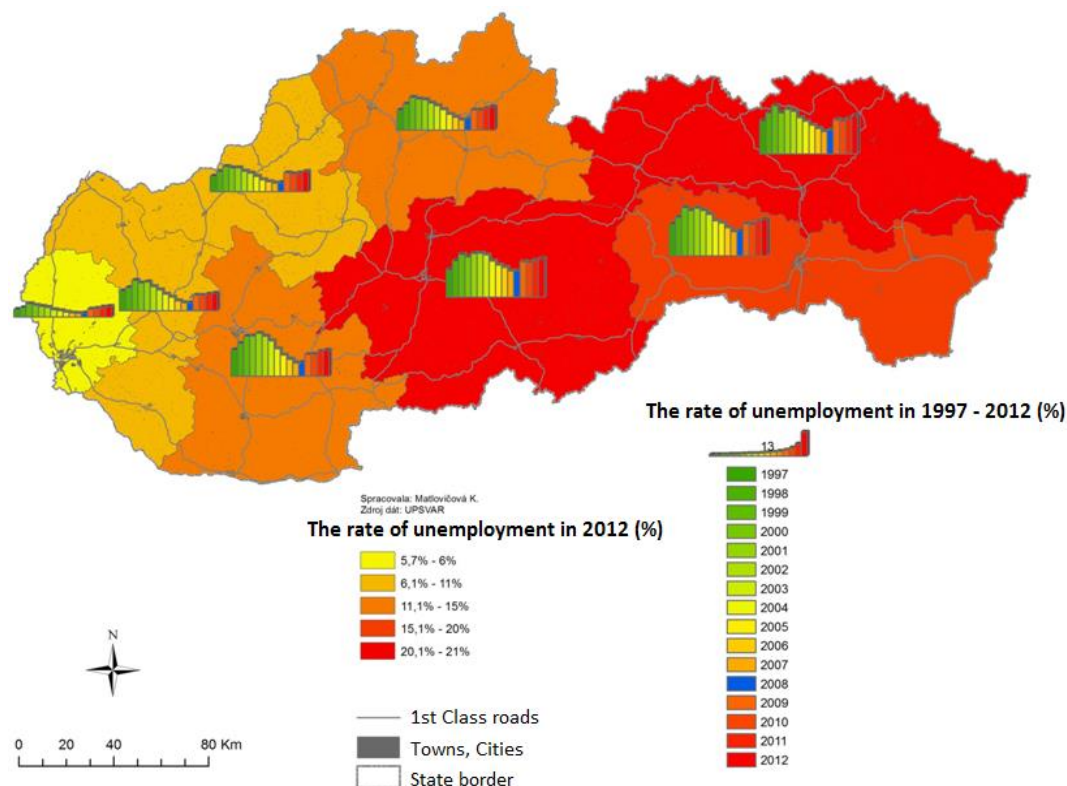 The rate of unemployment in 1997 - 2012 (%)
13
1997
1998
1999
2000
2001
2002
2003
2004
2005
2006
2007
2008
2009
2010
2011
2012
Spracovala: Matlovičová K.
Zdroj dát: UPSVAR
The rate of unemployment in 2012 (%)
5,7% - 6%
6,1% - 11%
11,1% - 15%
15,1% - 20%
20,1% - 21%
N
0 20 40 80 Km
1st Class roads
Towns, Cities
State border